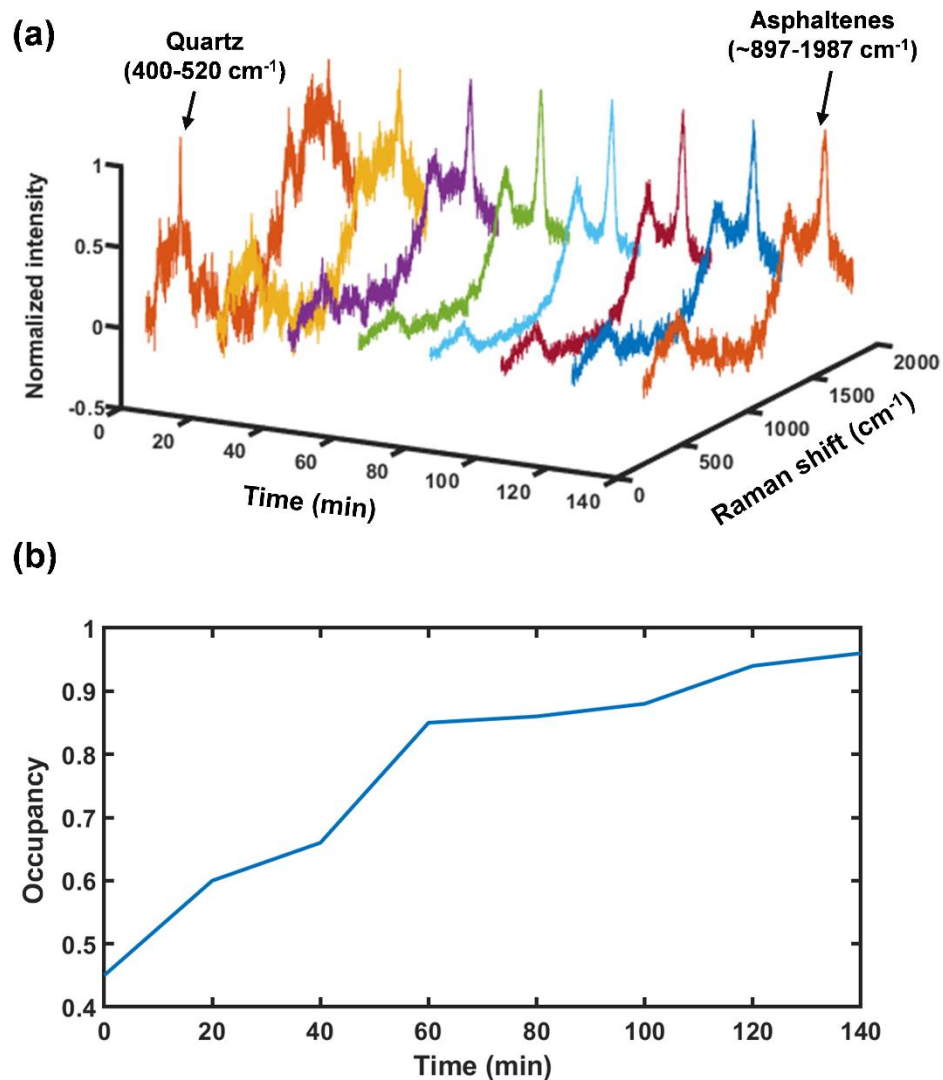 (a)
Quartz
(400-520 cm⁻¹)
Asphaltenes
(~897-1987 cm⁻¹)
Normalized intensity
1
0.5
0
-0.5
0
20
40
60
80
100
120
140
Time (min)
0
500
1000
1500
2000
Raman shift (cm⁻¹)
(b)
Occupancy
1
0.9
0.8
0.7
0.6
0.5
0.4
0 20 40 60 80 100 120 140
Time (min)